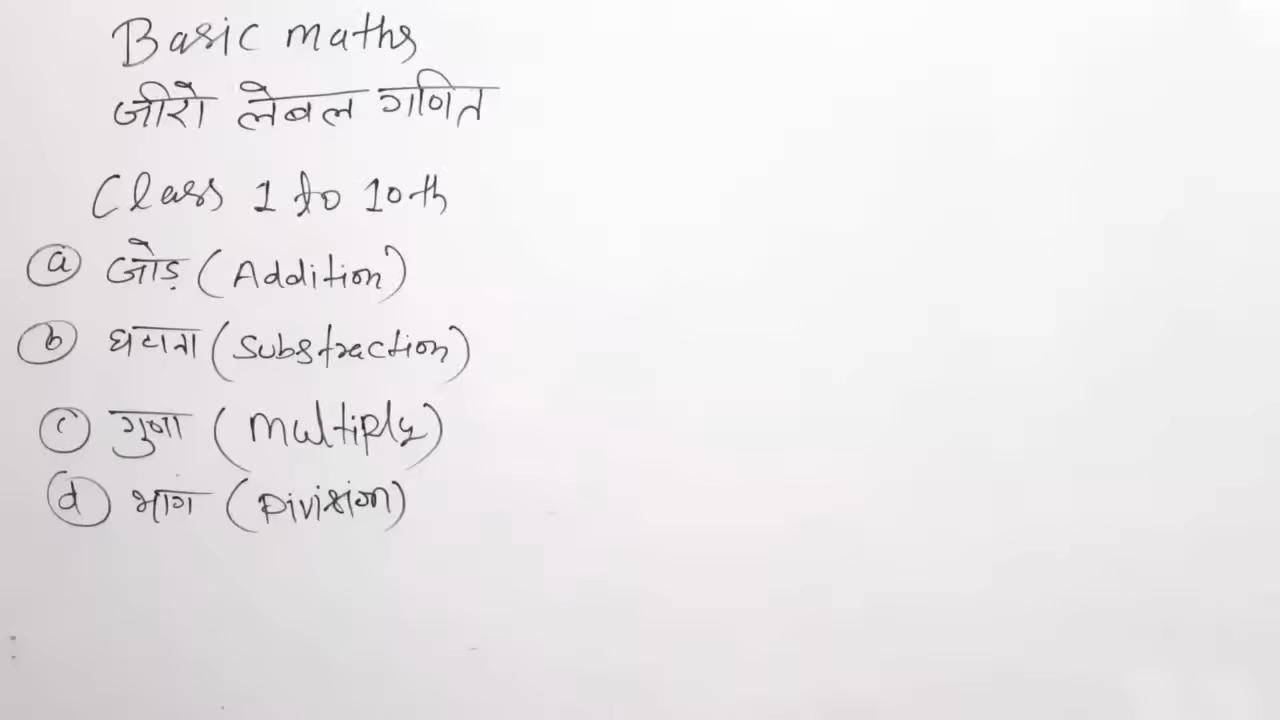 Basic maths
जीरो लेबल गणित
Class 1 to 10th
a जोड़ (Addition)
b घटाना (Substraction)
c गुणा (Multiply)
d भाग (Division)